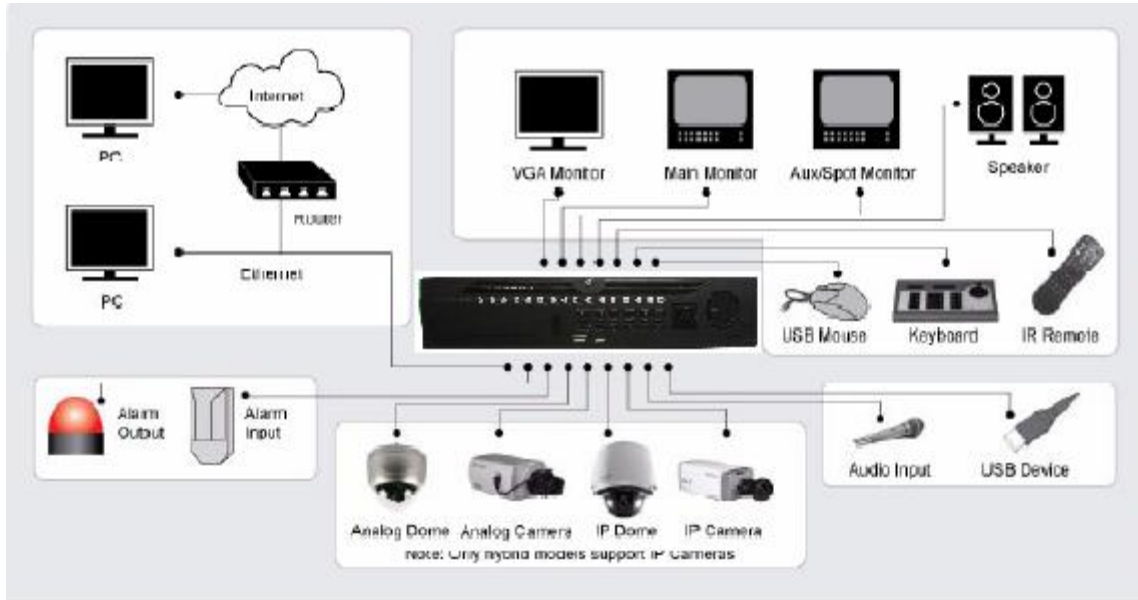 Internet
PC
Router
Ethernet
PC
VGA Monitor
Main Monitor
Aux/Spot Monitor
Speaker
USB Mouse
Keyboard
IR Remote
Alarm
Output
Alarm
Input
Audio Input
USB Device
Analog Dome
Analog Camera
IP Dome
IP Camera
Note: Only hybrid models support IP Cameras